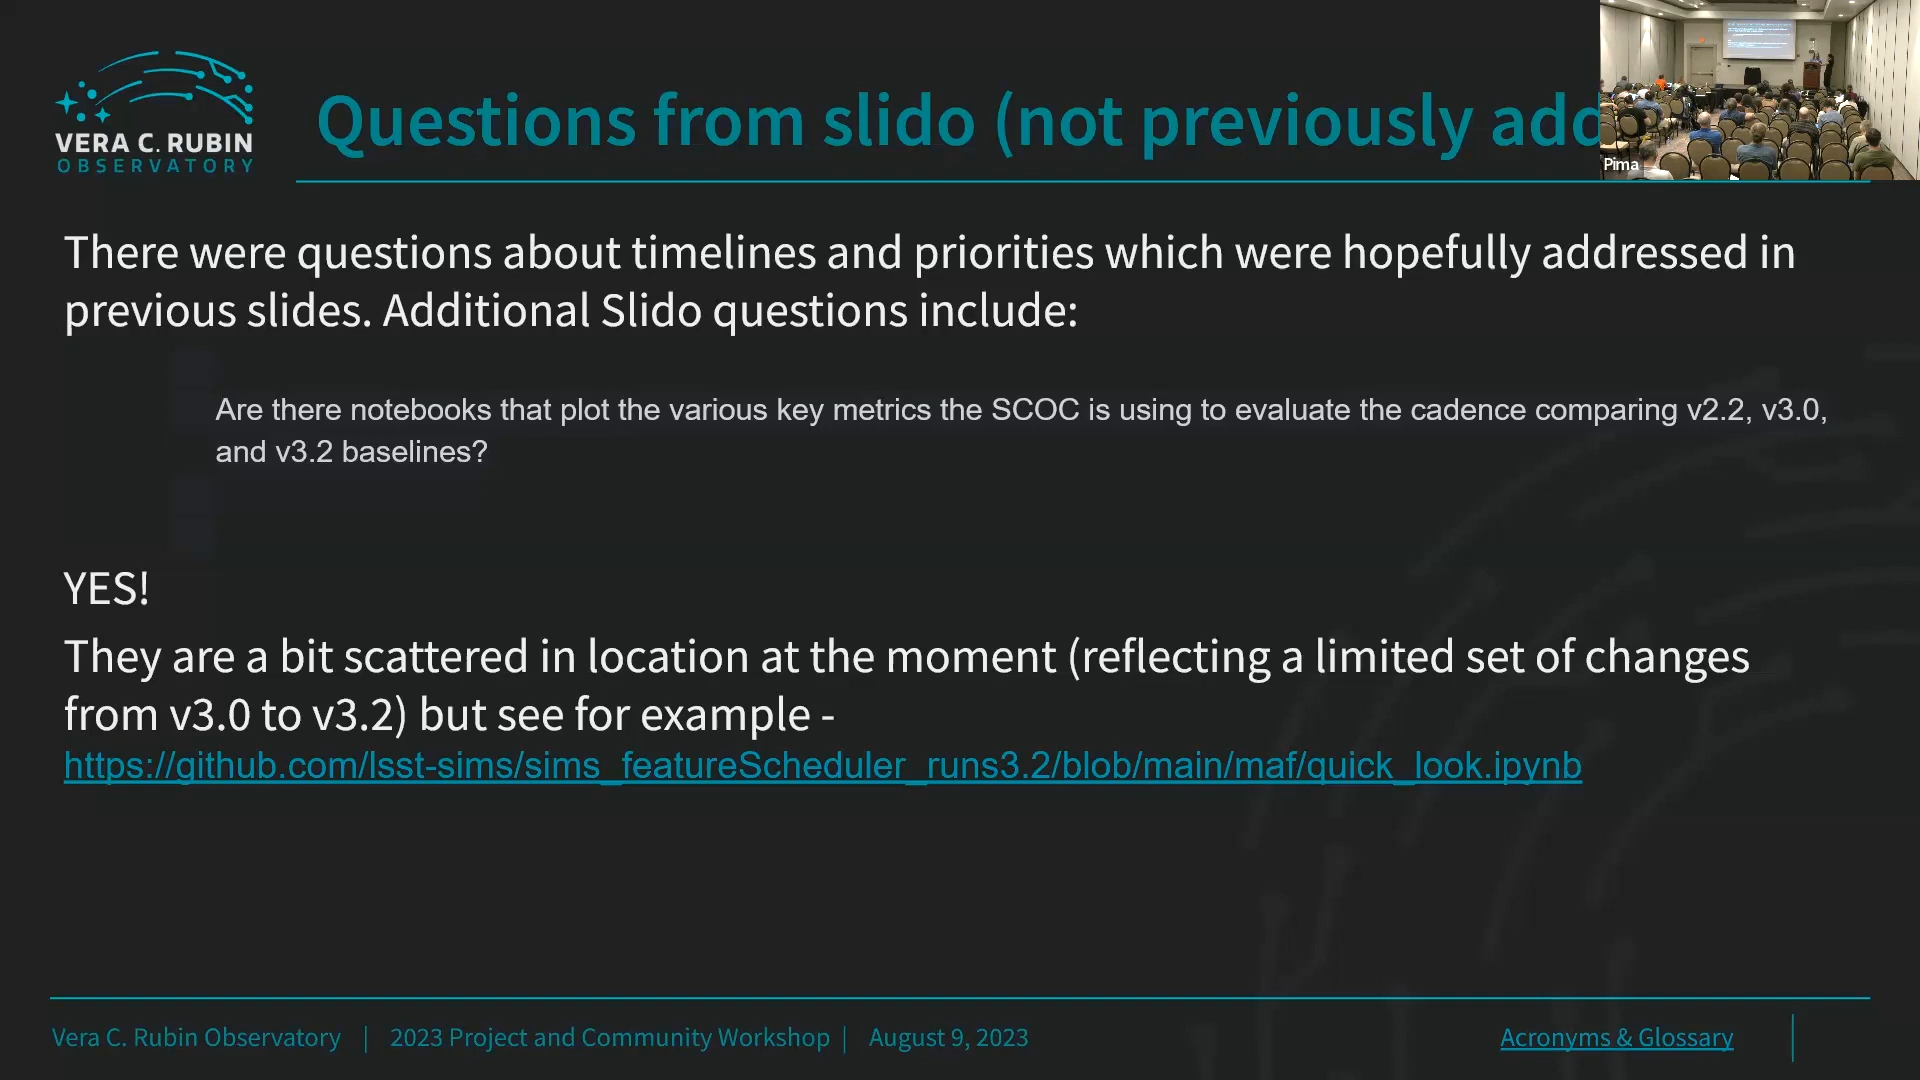 VERA C. RUBIN
OBSERVATORY
Questions from slido (not previously add
Pima
There were questions about timelines and priorities which were hopefully addressed in
previous slides. Additional Slido questions include:
Are there notebooks that plot the various key metrics the SCOC is using to evaluate the cadence comparing v2.2, v3.0,
and v3.2 baselines?
YES!
They are a bit scattered in location at the moment (reflecting a limited set of changes
from v3.0 to v3.2) but see for example -
https://github.com/lsst-sims/sims_featureScheduler_runs3.2/blob/main/maf/quick_look.ipynb
Vera C. Rubin Observatory | 2023 Project and Community Workshop | August 9, 2023
Acronyms & Glossary